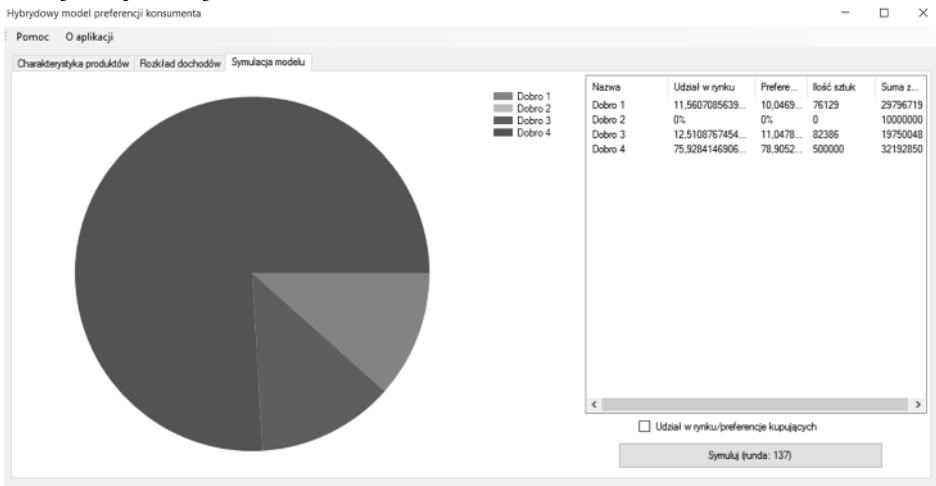 Hybrydowy model preferencji konsumenta
Pomoc O aplikacji
Charakterystyka produktów Rozkład dochodów Symulacja modelu
Dobro 1
Dobro 2
Dobro 3
Dobro 4
Nazwa Udział w rynku Prefere... Ilość sztuk Suma z...
Dobro 1 11,5607085639... 10,0469... 76129 29796719
Dobro 2 0% 0% 0 10000000
Dobro 3 12,5108767454... 11,0478... 82386 19750048
Dobro 4 75,9284146906... 78,9052... 500000 32192850
Udział w rynku/preferencje kupujących
Symuluj (runda: 137)